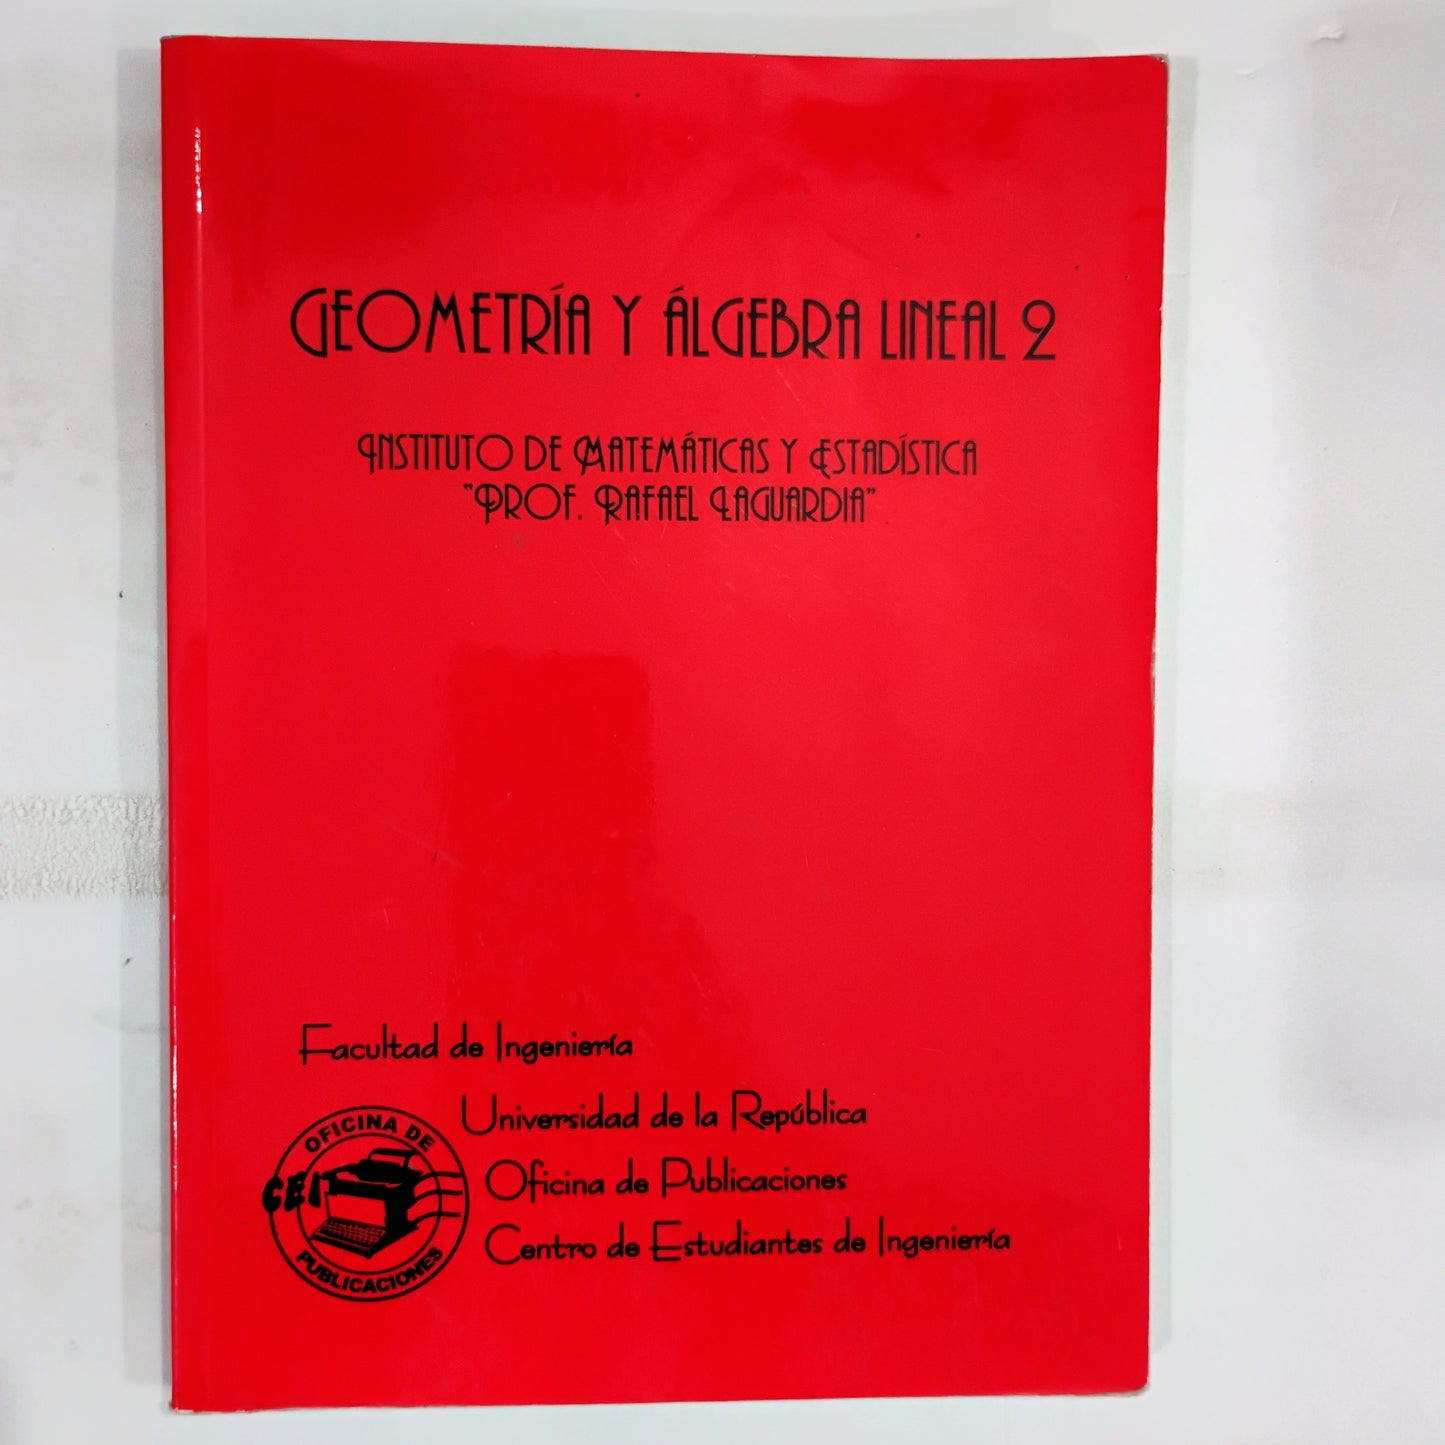 GEOMETRÍA Y ÁLGEBRA LINEAL 2
INSTITUTO DE MATEMÁTICAS Y ESTADÍSTICA
"PROF. RAFAEL LAGUARDIA"
Facultad de Ingeniería
Universidad de la República
Oficina de Publicaciones
Centro de Estudiantes de Ingeniería
OFICINA DE
CEI
PUBLICACIONES